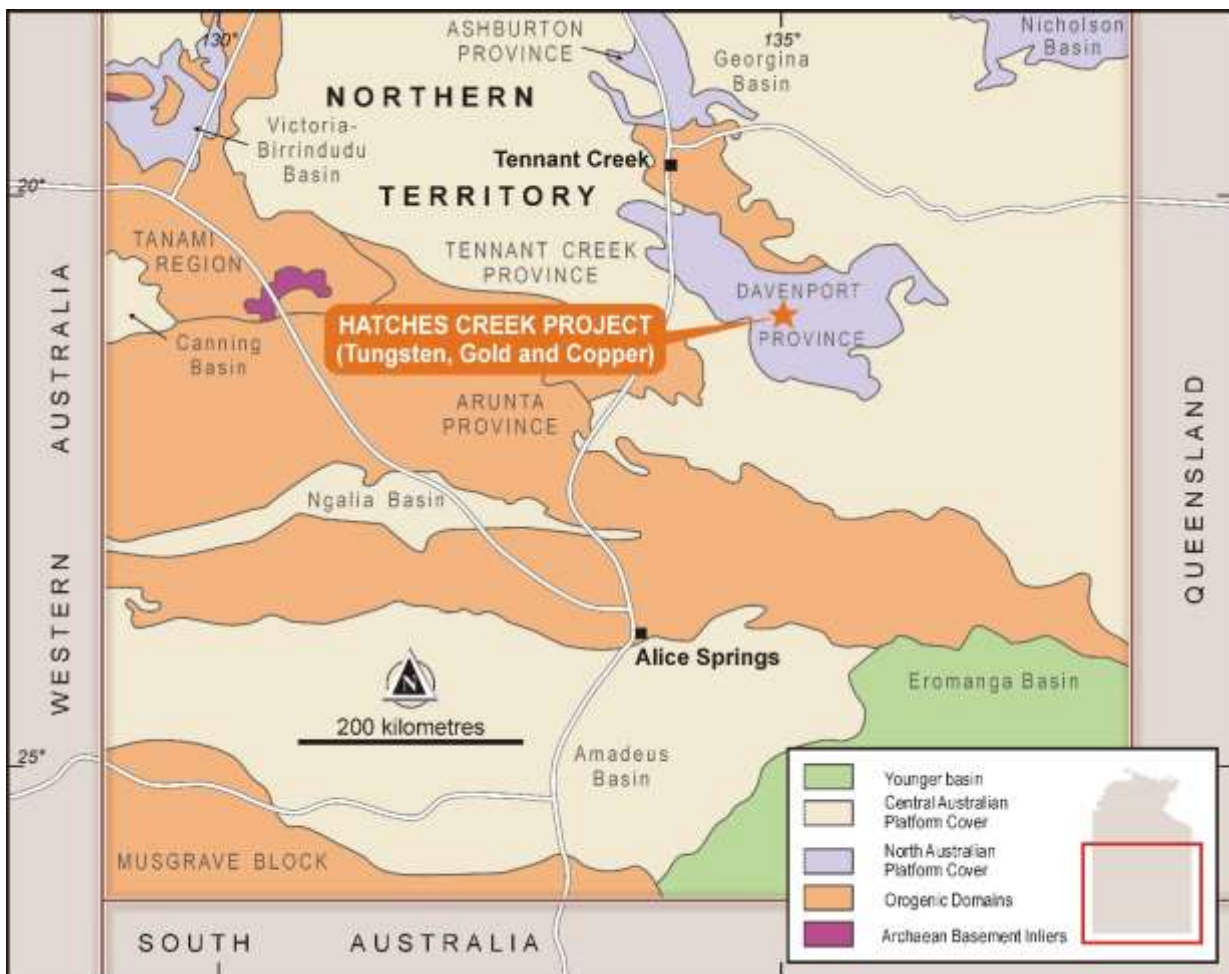 130°
ASHBURTON
PROVINCE
135°
Georgina
Basin
Nicholson
Basin
NORTHERN
TERRITORY
Victoria-
Birrindudu
Basin
Tennant Creek
20°
TANAMI
REGION
TENNANT CREEK
PROVINCE
DAVENPORT
PROVINCE
HATCHES CREEK PROJECT
(Tungsten, Gold and Copper)
Canning
Basin
ARUNTA
PROVINCE
WESTERN AUSTRALIA
QUEENSLAND
Ngalia Basin
Alice Springs
N
200 kilometres
Eromanga Basin
25°
Amadeus
Basin
MUSGRAVE BLOCK
Younger basin
Central Australian
Platform Cover
North Australian
Platform Cover
Orogenic Domains
Archaean Basement Inliers
SOUTH AUSTRALIA